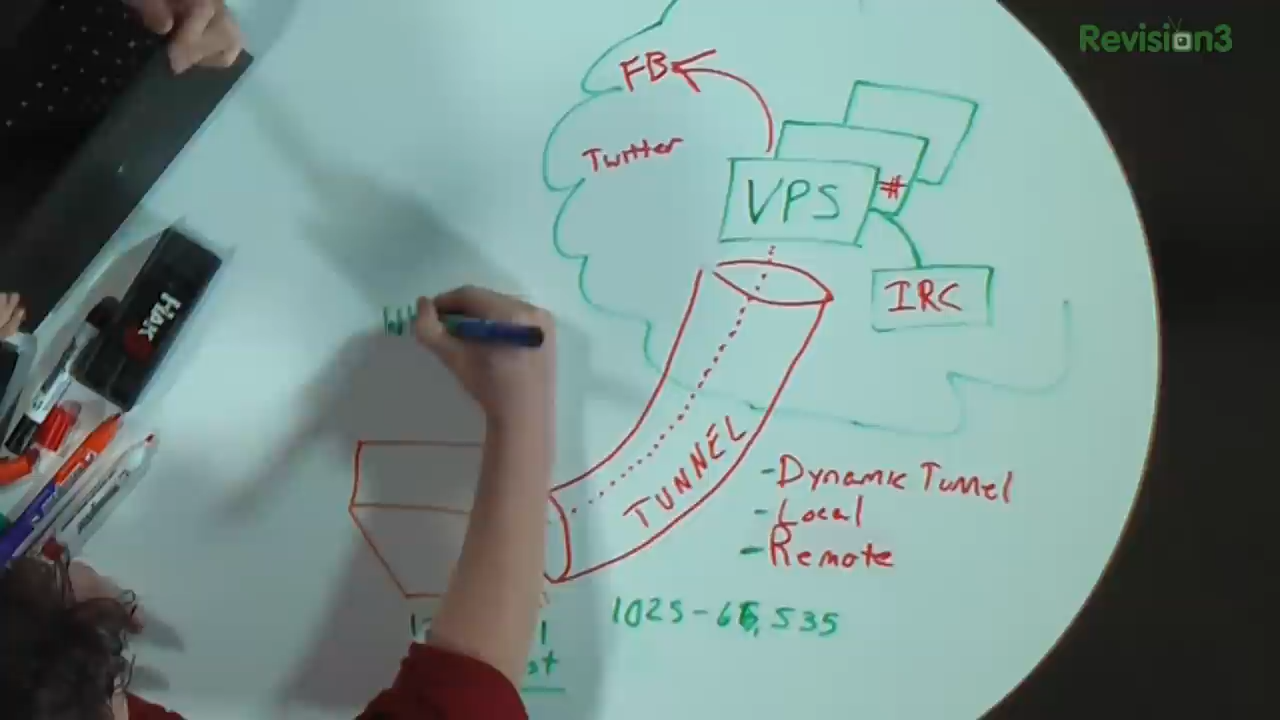 Revision3
FB
Twitter
VPS
#
IRC
HAK
TUNNEL
-Dynamic Tunnel
-Local
-Remote
1025-65,535